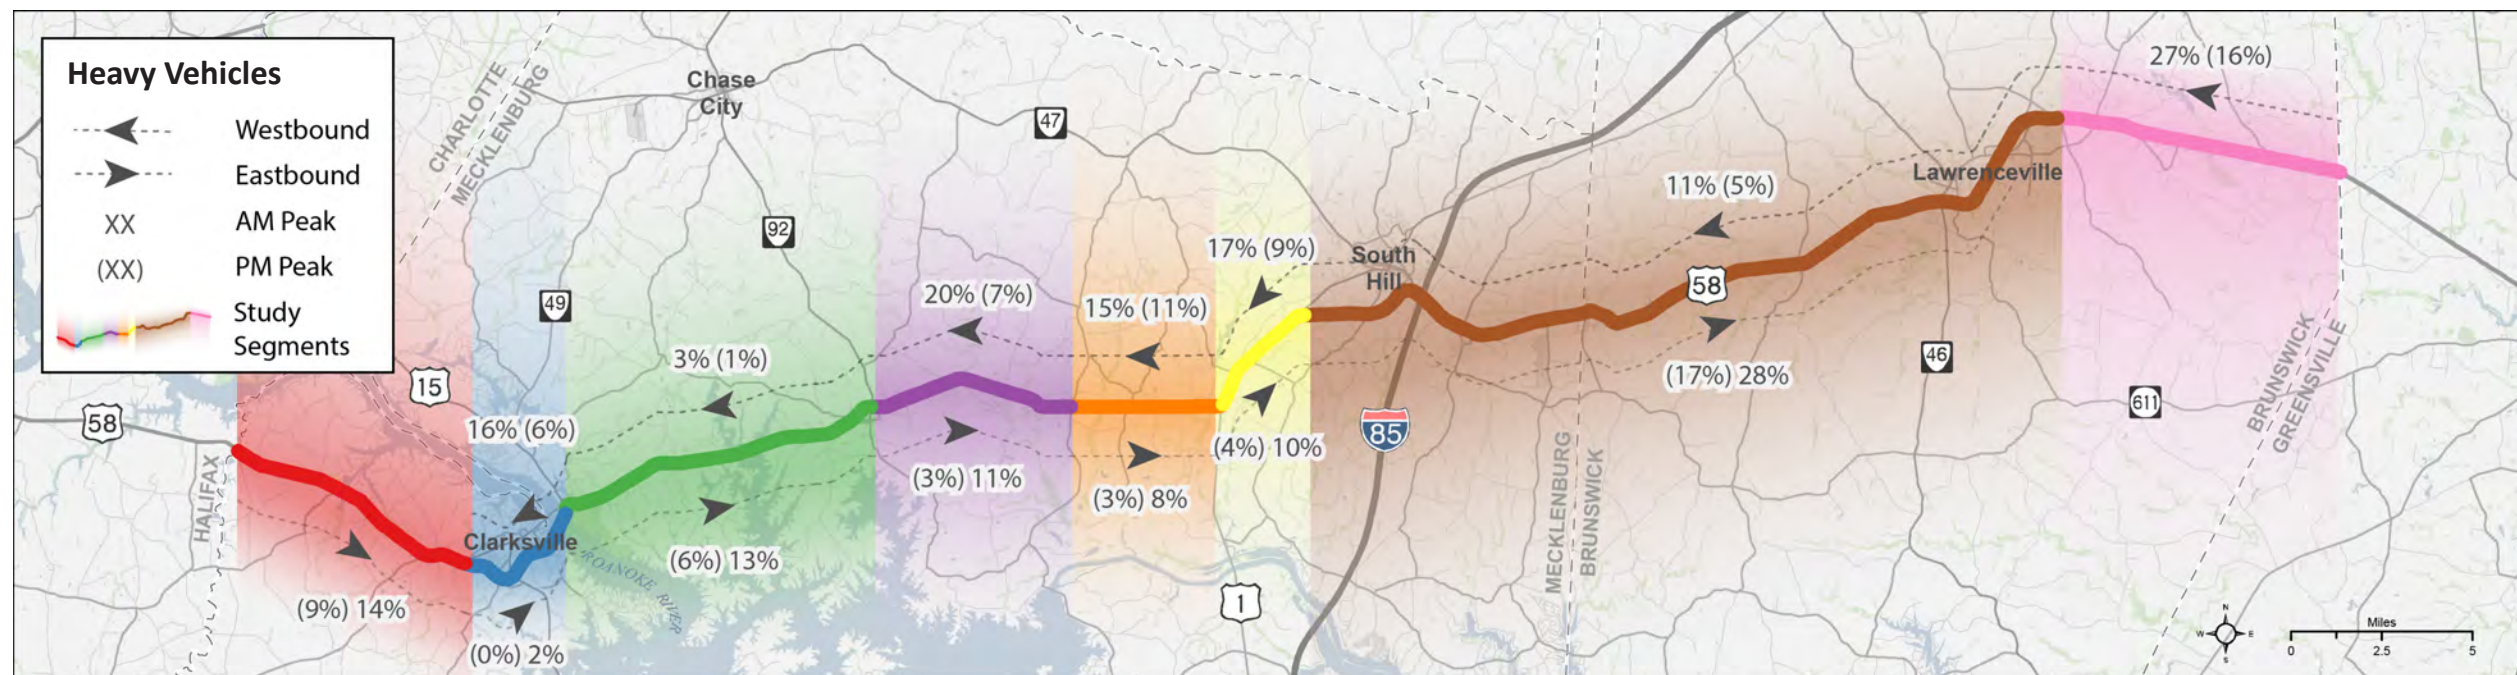 Heavy Vehicles
Westbound
Eastbound
XX
AM Peak
(XX)
PM Peak
Study
Segments
CHARLOTTE
MECKLENBURG
Chase
City
47
92
49
15
58
HALIFAX
Clarksville
ROANOKE RIVER
16% (6%)
3% (1%)
20% (7%)
15% (11%)
17% (9%)
11% (5%)
27% (16%)
(9%) 14%
(0%) 2%
(6%) 13%
(3%) 11%
(3%) 8%
(4%) 10%
(17%) 28%
South
Hill
Lawrenceville
58
85
1
46
611
MECKLENBURG
BRUNSWICK
BRUNSWICK
GREENSVILLE
N
W
E
S
Miles
0
2.5
5